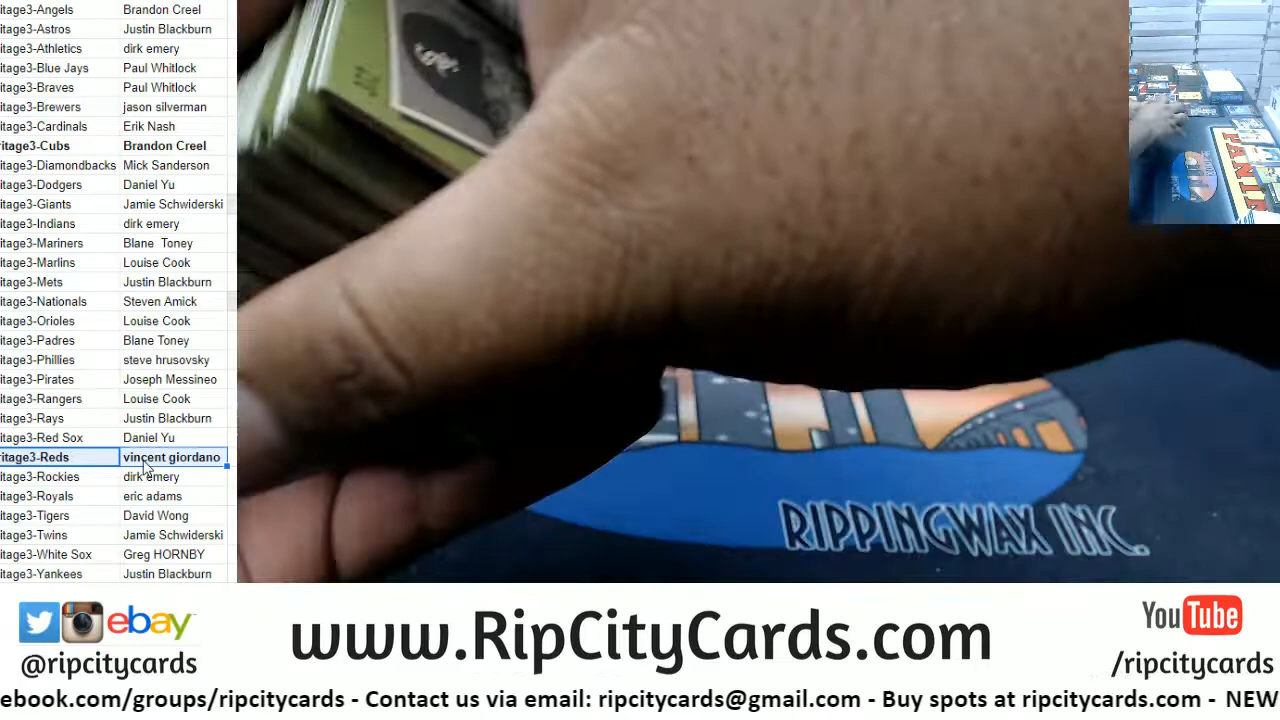 itage3-Angels Brandon Creel
itage3-Astros Justin Blackburn
itage3-Athletics dirk emery
itage3-Blue Jays Paul Whitlock
itage3-Braves Paul Whitlock
itage3-Brewers jason silverman
itage3-Cardinals Erik Nash
itage3-Cubs Brandon Creel
itage3-Diamondbacks Mick Sanderson
itage3-Dodgers Daniel Yu
itage3-Giants Jamie Schwiderski
itage3-Indians dirk emery
itage3-Mariners Blane Toney
itage3-Marlins Louise Cook
itage3-Mets Justin Blackburn
itage3-Nationals Steven Amick
itage3-Orioles Louise Cook
itage3-Padres Blane Toney
itage3-Phillies steve hrusovsky
itage3-Pirates Joseph Messineo
itage3-Rangers Louise Cook
itage3-Rays Justin Blackburn
itage3-Red Sox Daniel Yu
itage3-Reds vincent giordano
itage3-Rockies dirk emery
itage3-Royals eric adams
itage3-Tigers David Wong
itage3-Twins Jamie Schwiderski
itage3-White Sox Greg HORNBY
itage3-Yankees Justin Blackburn
RIPPINGWAX INC.
ebay
@ripcitycards
www.RipCityCards.com
YouTube
/ripcitycards
ebook.com/groups/ripcitycards - Contact us via email: ripcitycards@gmail.com - Buy spots at ripcitycards.com - NEW